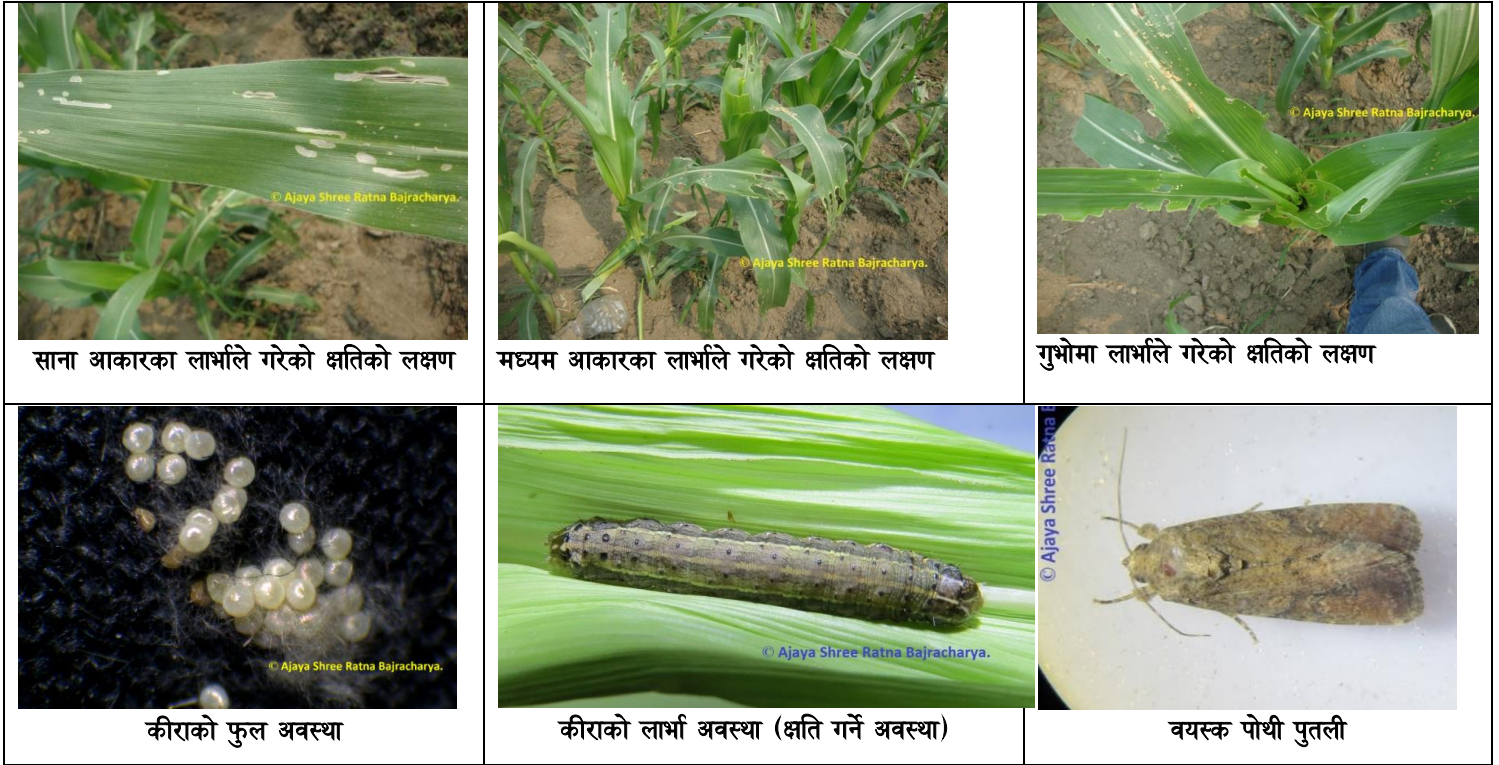 © Ajaya Shree Ratna Bajracharya.
© Ajaya Shree Ratna Bajracharya.
© Ajaya Shree Ratna Bajracharya.
साना आकारका लार्भाले गरेको क्षतिको लक्षण
मध्यम आकारका लार्भाले गरेको क्षतिको लक्षण
गुभोमा लार्भाले गरेको क्षतिको लक्षण
© Ajaya Shree Ratna Bajracharya.
© Ajaya Shree Ratna Bajracharya.
© Ajaya Shree Ratna
कीराको फुल अवस्था
कीराको लार्भा अवस्था (क्षति गर्ने अवस्था)
वयस्क पोथी पुतली